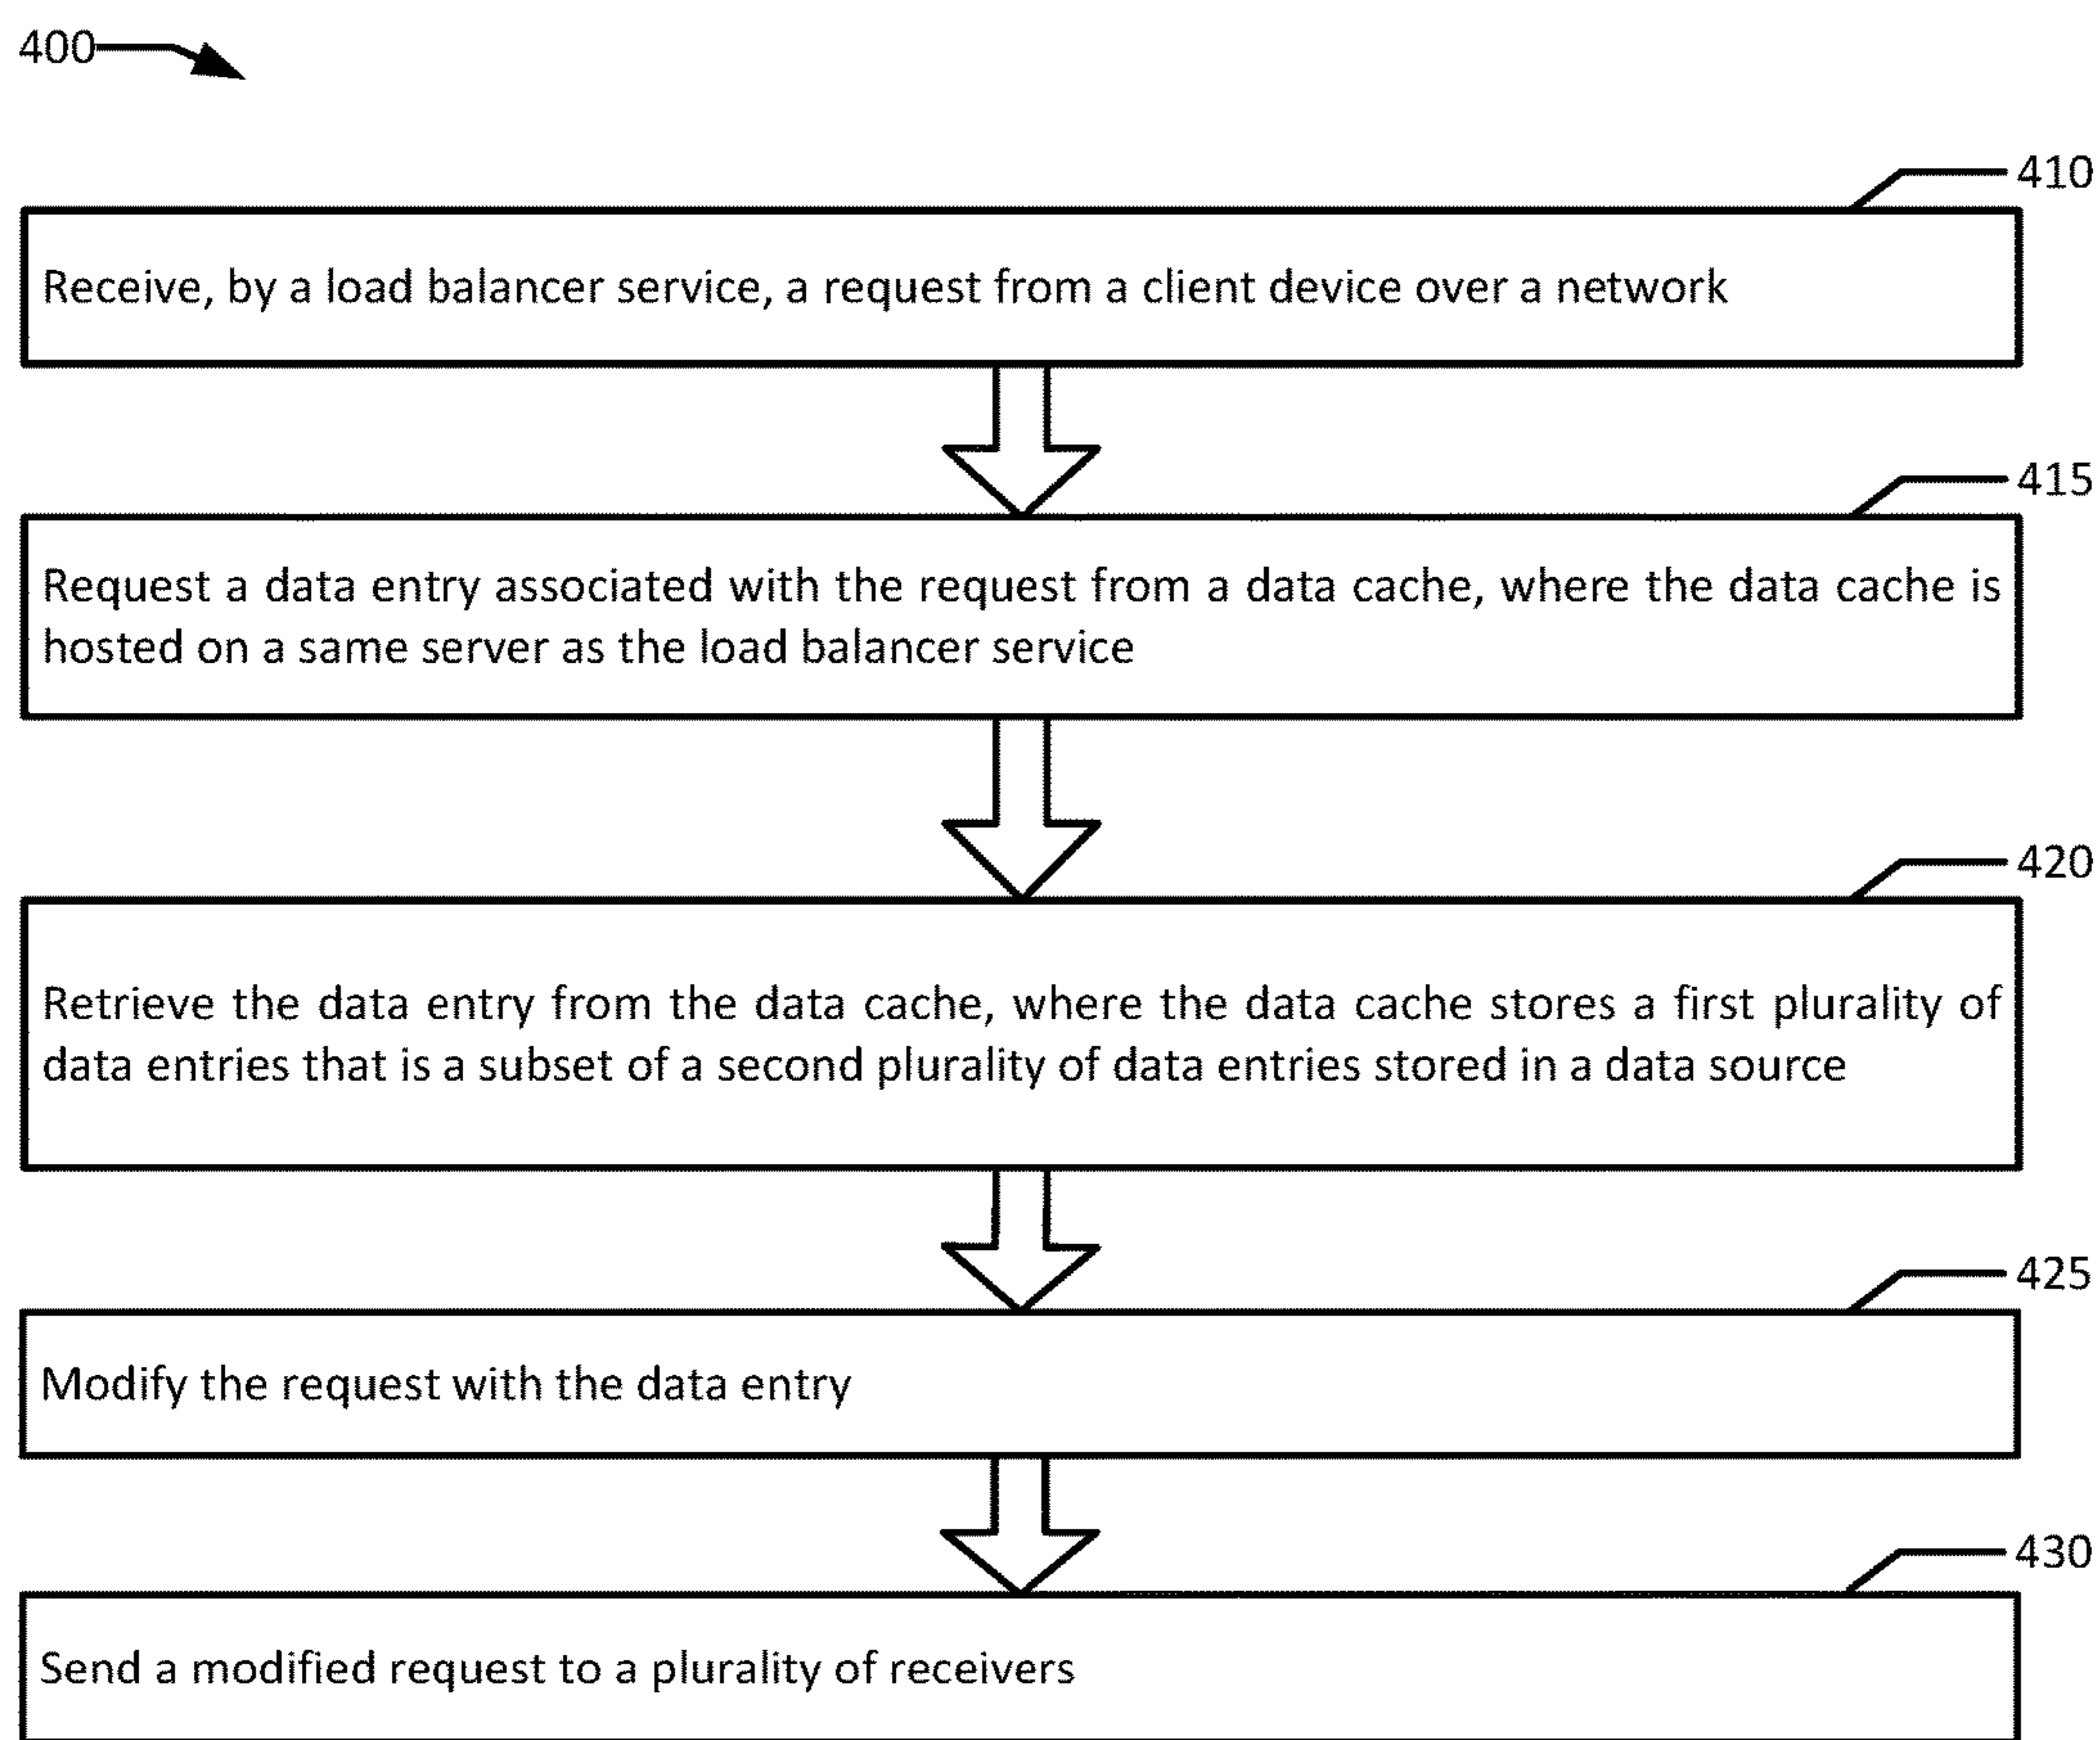 400
410
Receive, by a load balancer service, a request from a client device over a network
415
Request a data entry associated with the request from a data cache, where the data cache is
hosted on a same server as the load balancer service
420
Retrieve the data entry from the data cache, where the data cache stores a first plurality of
data entries that is a subset of a second plurality of data entries stored in a data source
425
Modify the request with the data entry
430
Send a modified request to a plurality of receivers